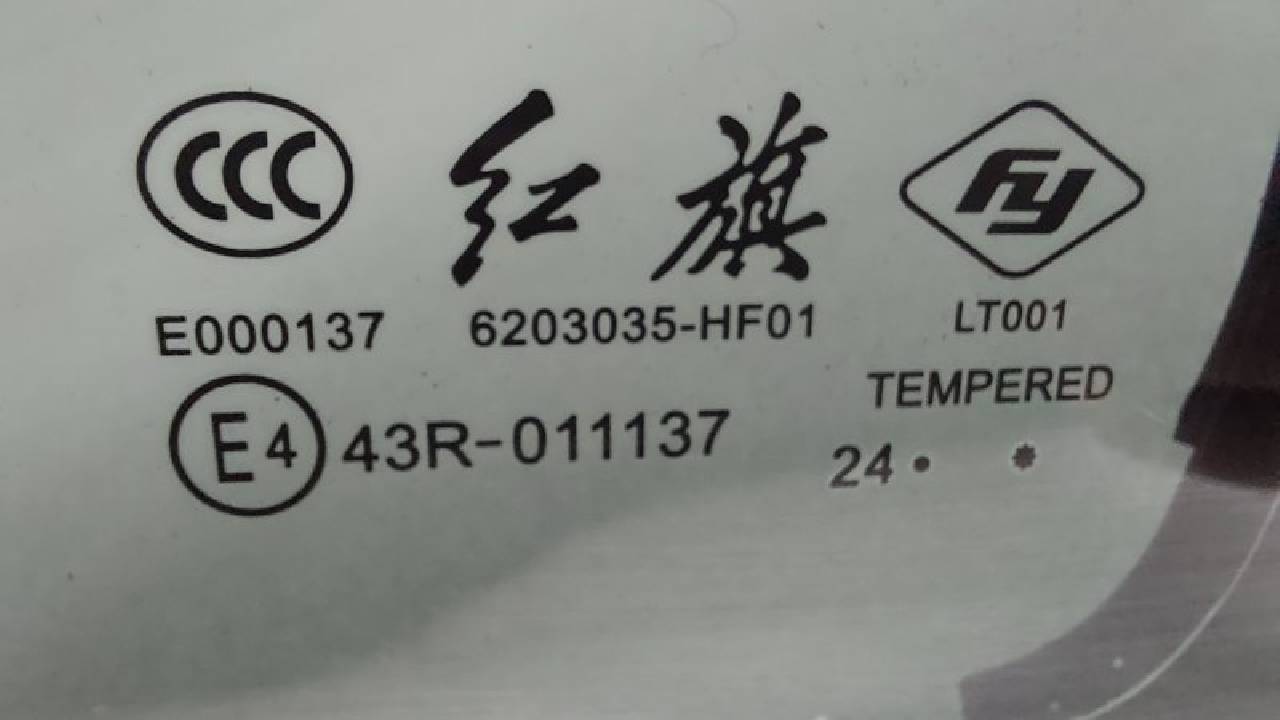 CCC 红旗 FY
E000137 6203035-HF01 LT001
TEMPERED
E4 43R-011137
24 • *